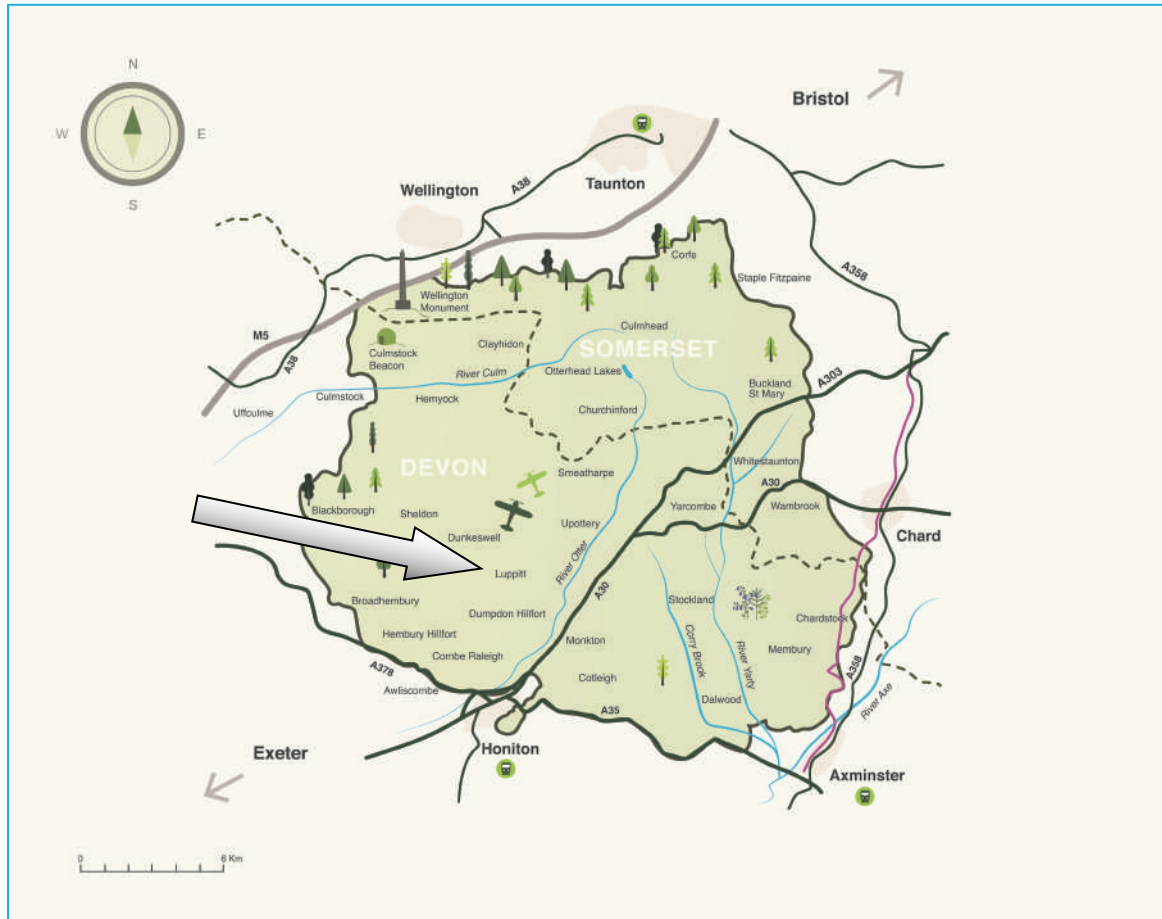 N
W
E
S
Bristol
Wellington
A38
Taunton
Corfe
Staple Fitzpaine
A358
Wellington
Monument
Culmhead
M5
Clayhidon
SOMERSET
A38
Culmstock
Beacon
River Culm
Otterhead Lakes
A303
Buckland
St Mary
Culmstock
Hemyock
Uffculme
Churchinford
DEVON
Smeatharpe
Whitestaunton
A30
Blackborough
Sheldon
Yarcombe
Wambrook
Upottery
Dunkeswell
Chard
River Otter
Luppitt
A30
Broadhembury
Stockland
Dumpdon Hillfort
Chardstock
Hembury Hillfort
Monkton
Corry Brook
River Yarty
Membury
Combe Raleigh
A378
A358
Cotleigh
Awliscombe
River Axe
Dalwood
A35
Exeter
Honiton
Axminster
0
6 Km